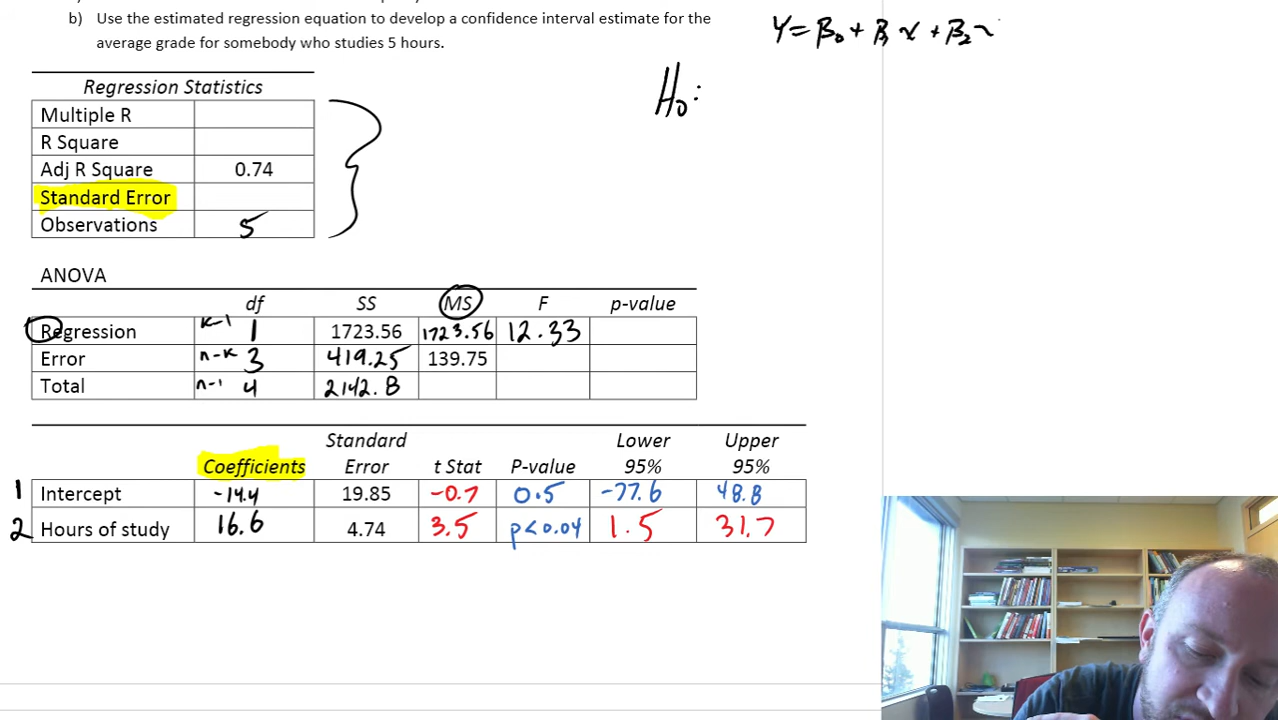 b) Use the estimated regression equation to develop a confidence interval estimate for the
average grade for somebody who studies 5 hours.
Y = B₀ + B₁ x + B₂
H₀:
Regression Statistics
Multiple R
R Square
Adj R Square 0.74
Standard Error
Observations 5
ANOVA
df SS MS F p-value
Regression k-1 1 1723.56 1723.56 12.33
Error n-k 3 419.25 139.75
Total n-1 4 2142.8
Standard Lower Upper
Coefficients Error t Stat P-value 95% 95%
1 Intercept -14.4 19.85 -0.7 0.5 -77.6 48.8
2 Hours of study 16.6 4.74 3.5 p<0.04 1.5 31.7